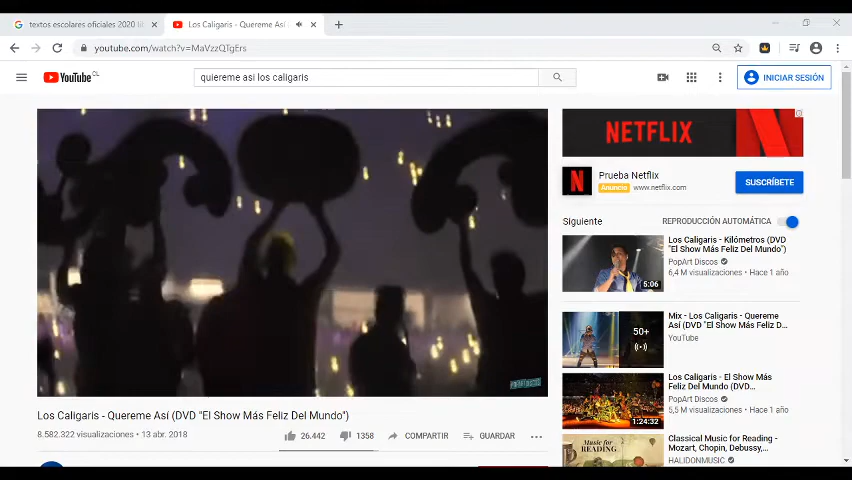 textos escolares oficiales 2020 lib
Los Caligaris - Quereme Así (
youtube.com/watch?v=MaVzzQTgErs
YouTube CL
quiereme asi los caligaris
INICIAR SESIÓN
NETFLIX
Prueba Netflix
Anuncio www.netflix.com
SUSCRÍBETE
Siguiente
REPRODUCCIÓN AUTOMÁTICA
Los Caligaris - Kilómetros (DVD
"El Show Más Feliz Del Mundo")
PopArt Discos
6,4 M visualizaciones • Hace 1 año
5:06
Mix - Los Caligaris - Quereme
Así (DVD "El Show Más Feliz D...
YouTube
50+
Los Caligaris - El Show Más
Feliz Del Mundo (DVD...
PopArt Discos
5,5 M visualizaciones • Hace 1 año
1:24:32
Classical Music for Reading -
Mozart, Chopin, Debussy,...
HALIDONMUSIC
Music for
READING
POPARTDISCOS
Los Caligaris - Quereme Así (DVD "El Show Más Feliz Del Mundo")
8.582.322 visualizaciones • 13 abr. 2018
26.442
1358
COMPARTIR
GUARDAR